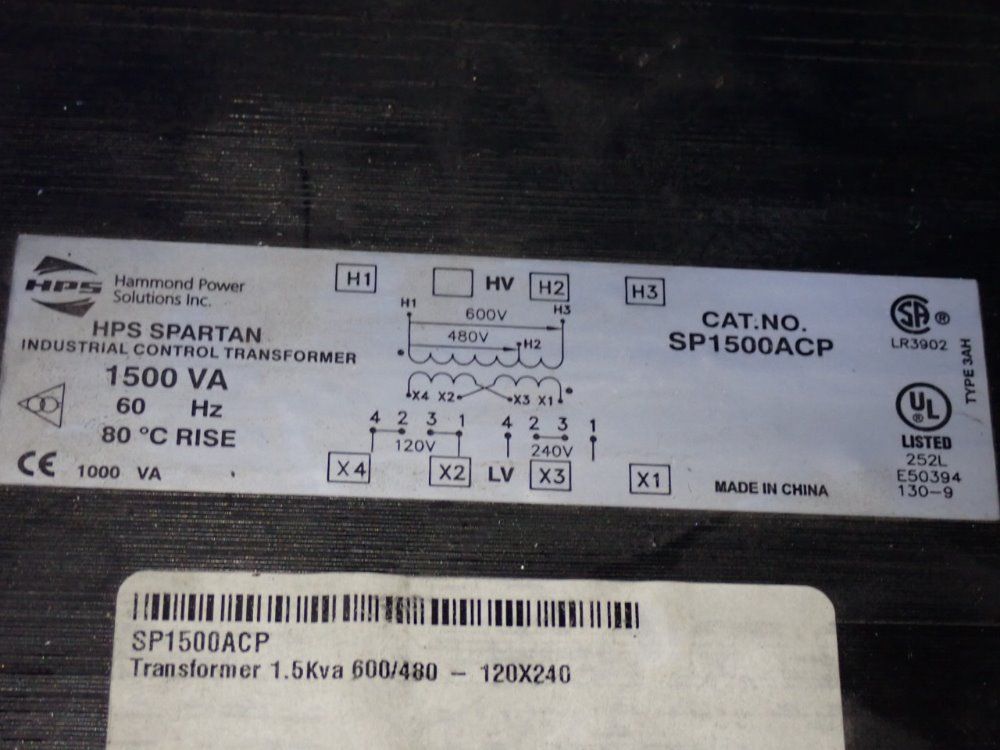 HPS
Hammond Power
Solutions Inc.
HPS SPARTAN
INDUSTRIAL CONTROL TRANSFORMER
1500 VA
60 Hz
80 °C RISE
CE 1000 VA
H1 HV H2 H3
H1 600V H3
480V H2
X4 X2 X3 X1
4 2 3 1 4 2 3 1
120V 240V
X4 X2 LV X3 X1
CAT.NO.
SP1500ACP
MADE IN CHINA
SA ®
LR3902
TYPE 3AH
UL
LISTED
252L
E50394
130-9
SP1500ACP
Transformer 1.5Kva 600/480 - 120X240